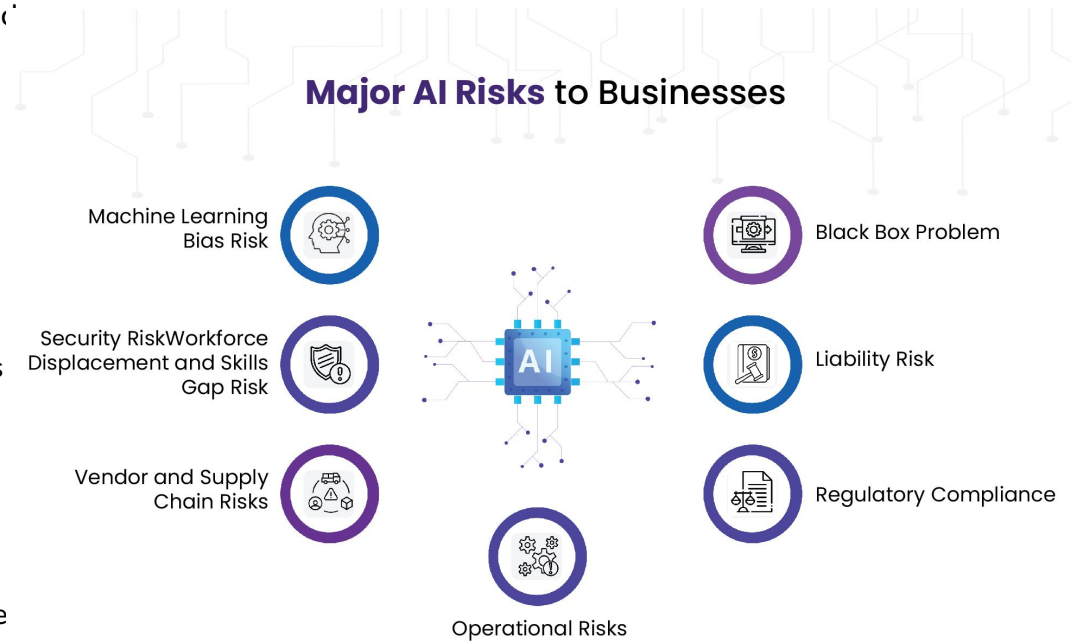 Major AI Risks to Businesses
Machine Learning
Bias Risk
Security RiskWorkforce
Displacement and Skills
Gap Risk
Vendor and Supply
Chain Risks
AI
Black Box Problem
Liability Risk
Regulatory Compliance
Operational Risks